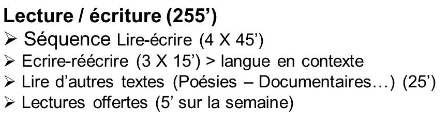 Lecture / écriture (255’)
➤ Séquence Lire-écrire (4 X 45’)
➤ Ecrire-réécrire (3 X 15’) > langue en contexte
➤ Lire d’autres textes (Poésies – Documentaires…) (25’)
➤ Lectures offertes (5’ sur la semaine)